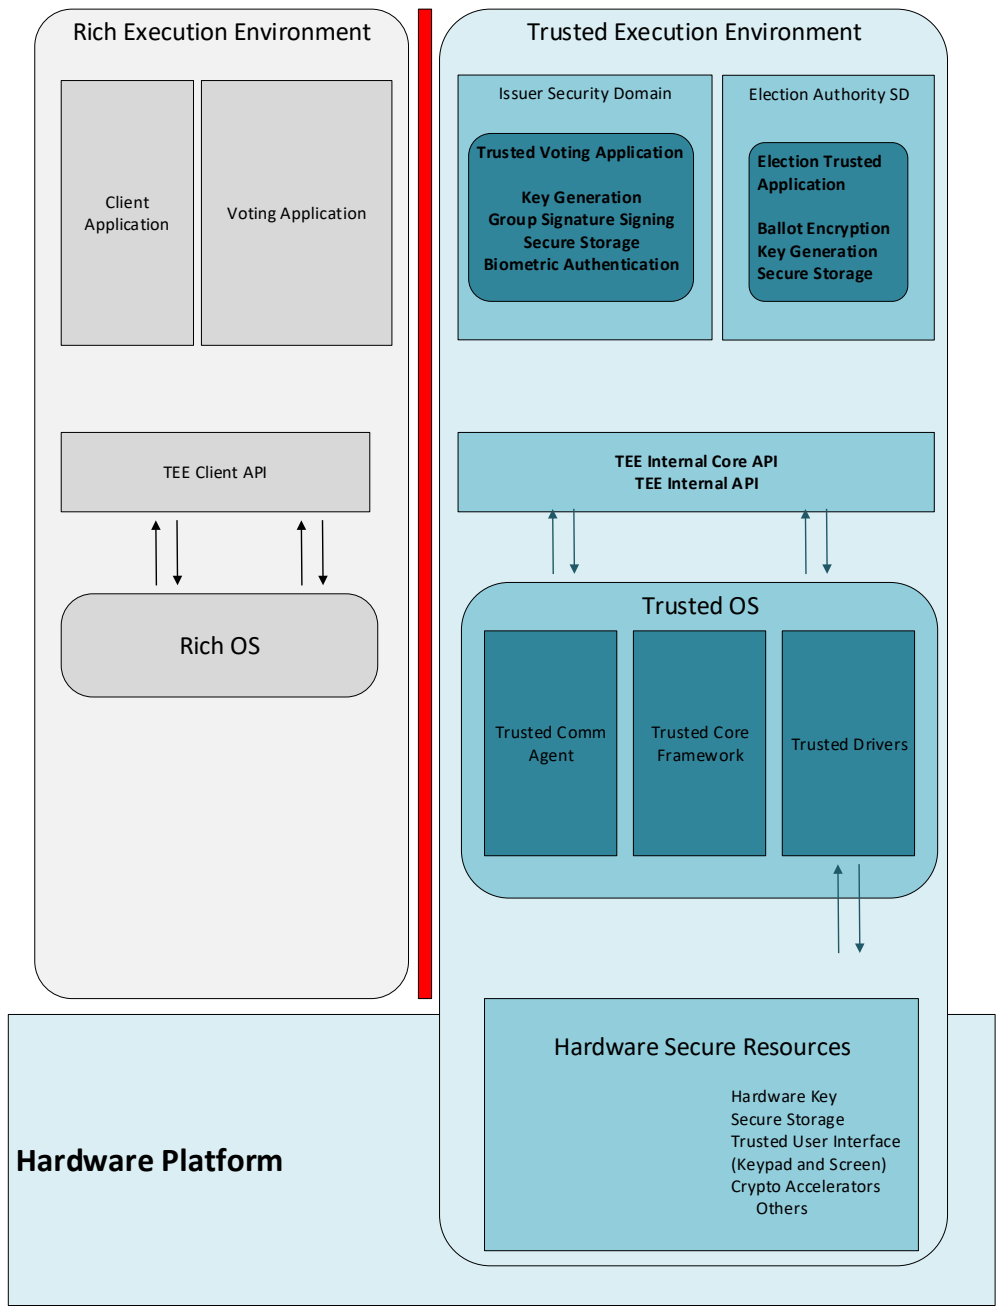 Rich Execution Environment
Client
Application
Voting Application
TEE Client API
Rich OS
Trusted Execution Environment
Issuer Security Domain
Trusted Voting Application
Key Generation
Group Signature Signing
Secure Storage
Biometric Authentication
Election Authority SD
Election Trusted
Application
Ballot Encryption
Key Generation
Secure Storage
TEE Internal Core API
TEE Internal API
Trusted OS
Trusted Comm
Agent
Trusted Core
Framework
Trusted Drivers
Hardware Secure Resources
Hardware Key
Secure Storage
Trusted User Interface
(Keypad and Screen)
Crypto Accelerators
Others
Hardware Platform